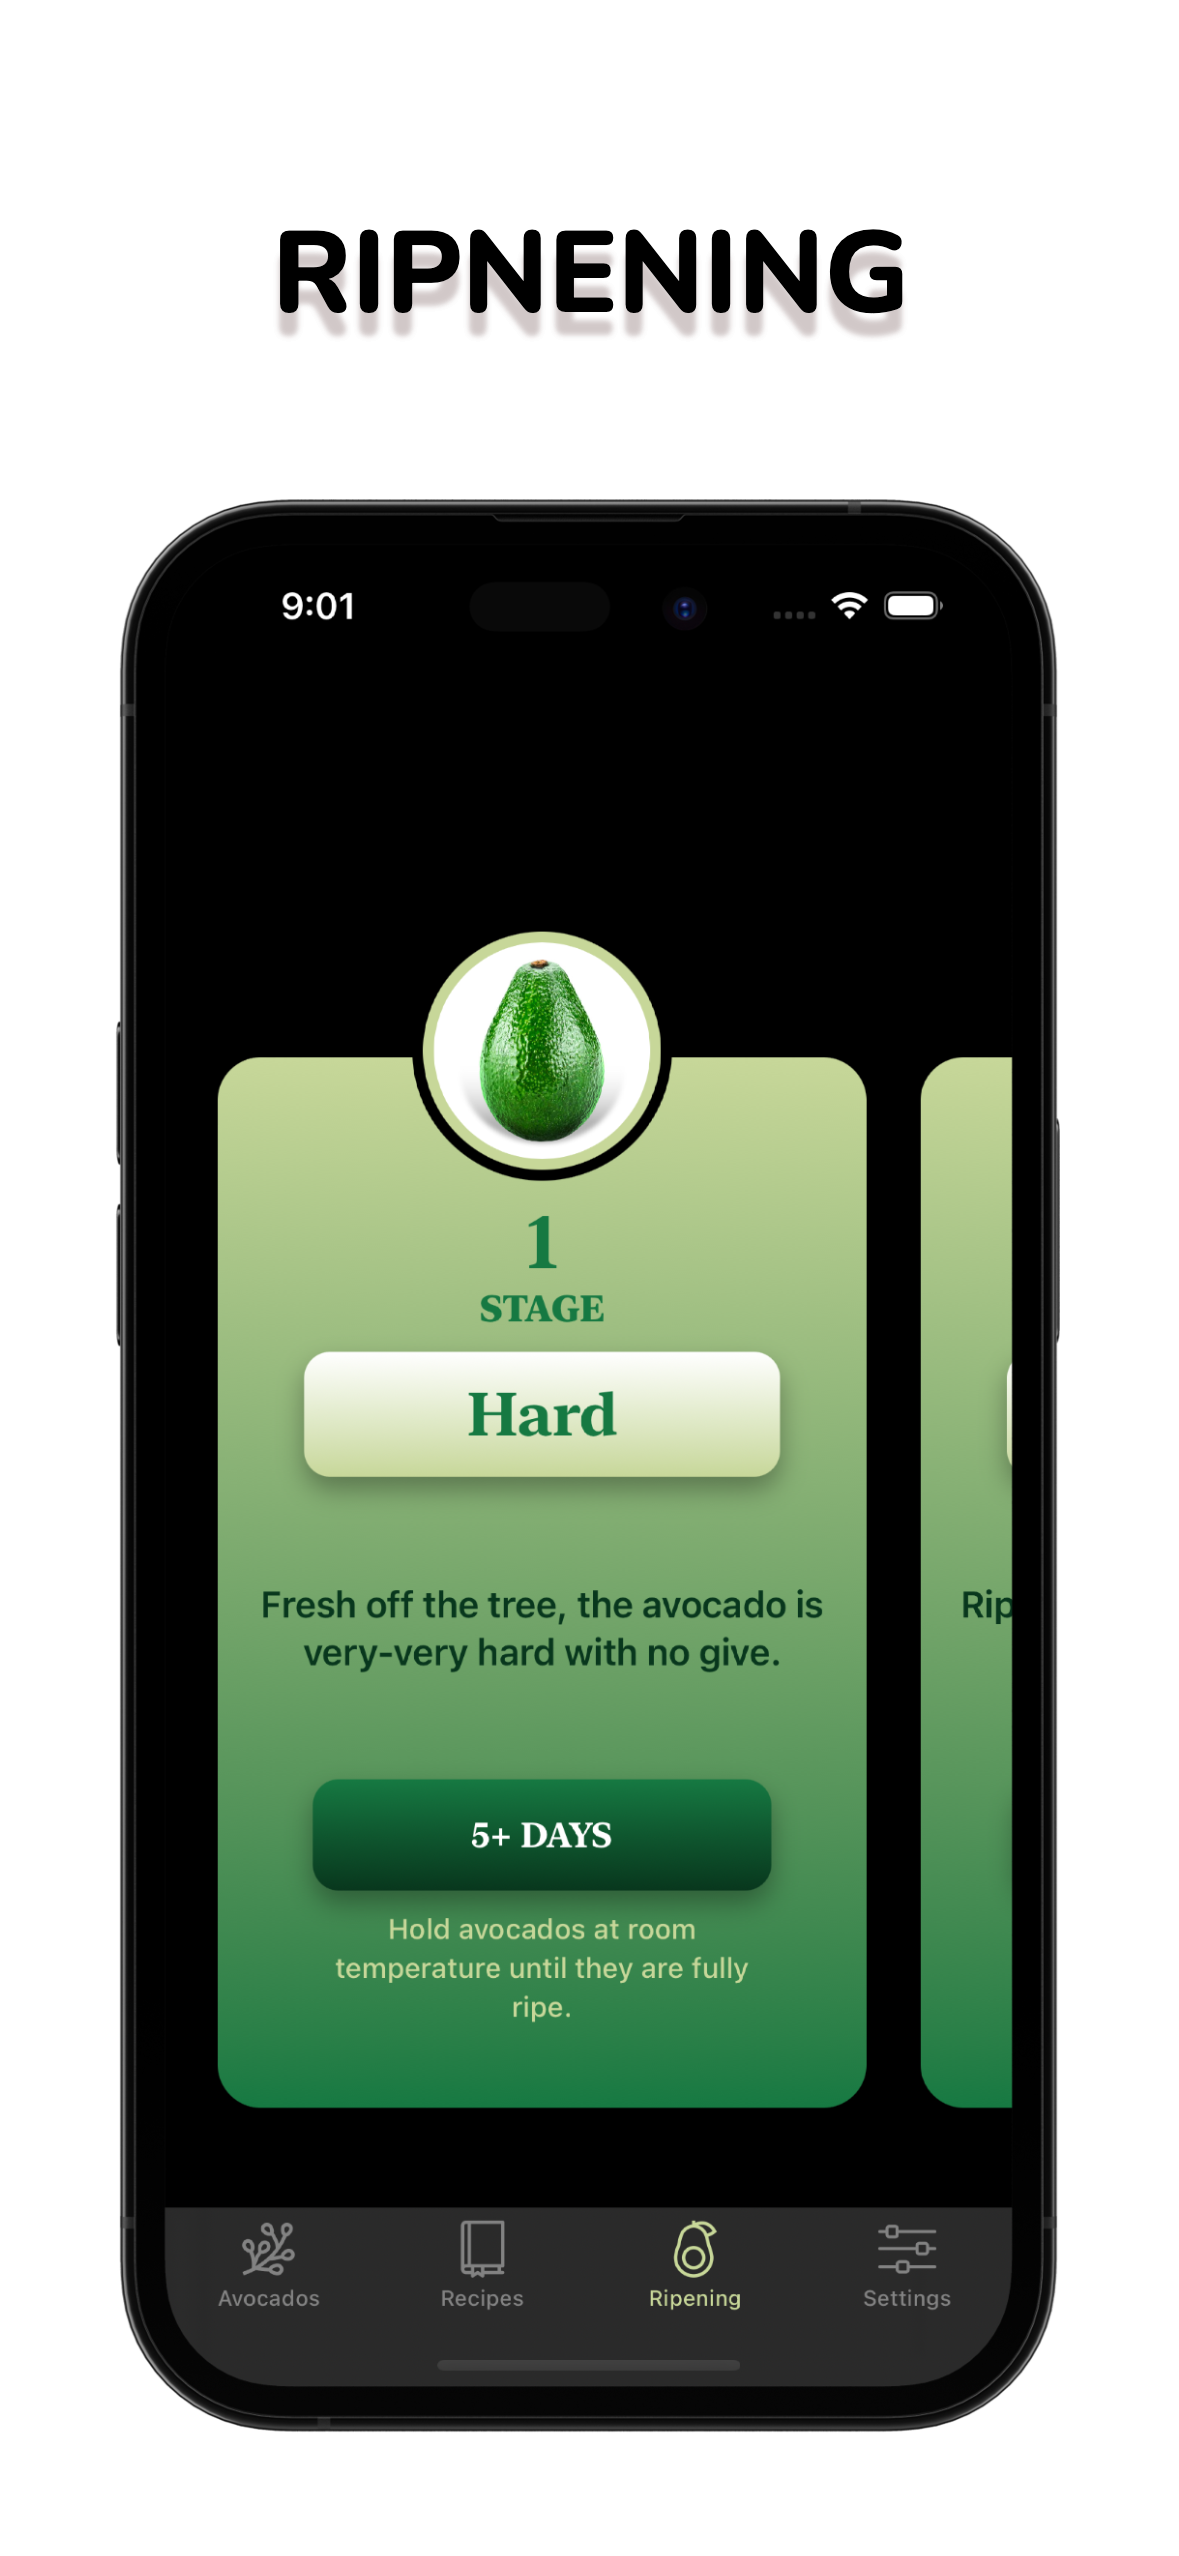 RIPNENING
9:01
1
STAGE
Hard
Fresh off the tree, the avocado is
very-very hard with no give.
Rip
5+ DAYS
Hold avocados at room
temperature until they are fully
ripe.
Avocados
Recipes
Ripening
Settings